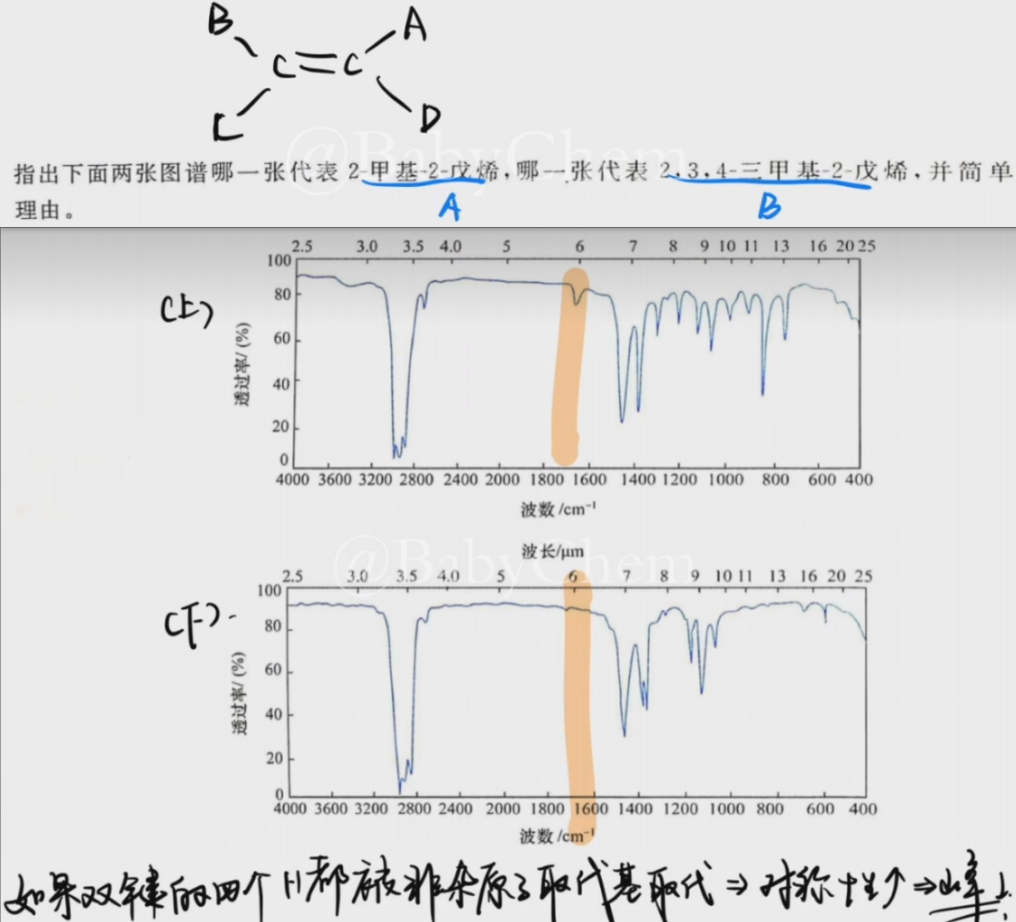 B A
C=C
C D
@BabyChem
指出下面两张图谱哪一张代表 2-甲基-2-戊烯,哪一张代表 2,3,4-三甲基-2-戊烯,并简单
理由。
A B
2.5 3.0 3.5 4.0 5 6 7 8 9 10 11 13 16 20 25
(上)
100
80
60
40
20
0
透过率/(%)
4000 3600 3200 2800 2400 2000 1800 1600 1400 1200 1000 800 600 400
波数/cm⁻¹
@BabyChem
波长/μm
2.5 3.0 3.5 4.0 5 6 7 8 9 10 11 13 16 20 25
(下)
100
80
60
40
20
0
透过率/(%)
4000 3600 3200 2800 2400 2000 1800 1600 1400 1200 1000 800 600 400
波数/cm⁻¹
如果双键的四个H都被非杂原子取代基取代⇒对称性↑⇒峰↓